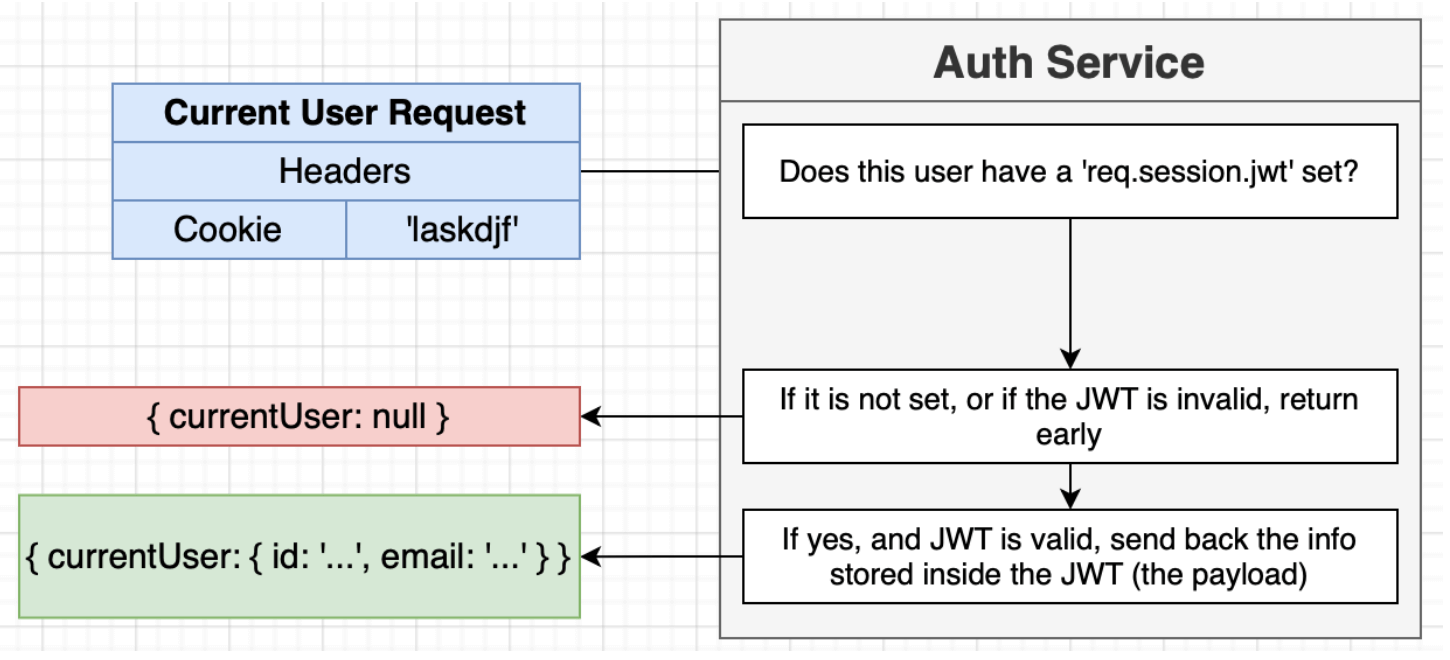 Auth Service
Current User Request
Headers
Cookie
'laskdjf'
Does this user have a 'req.session.jwt' set?
{ currentUser: null }
If it is not set, or if the JWT is invalid, return
early
{ currentUser: { id: '...', email: '...' } }
If yes, and JWT is valid, send back the info
stored inside the JWT (the payload)